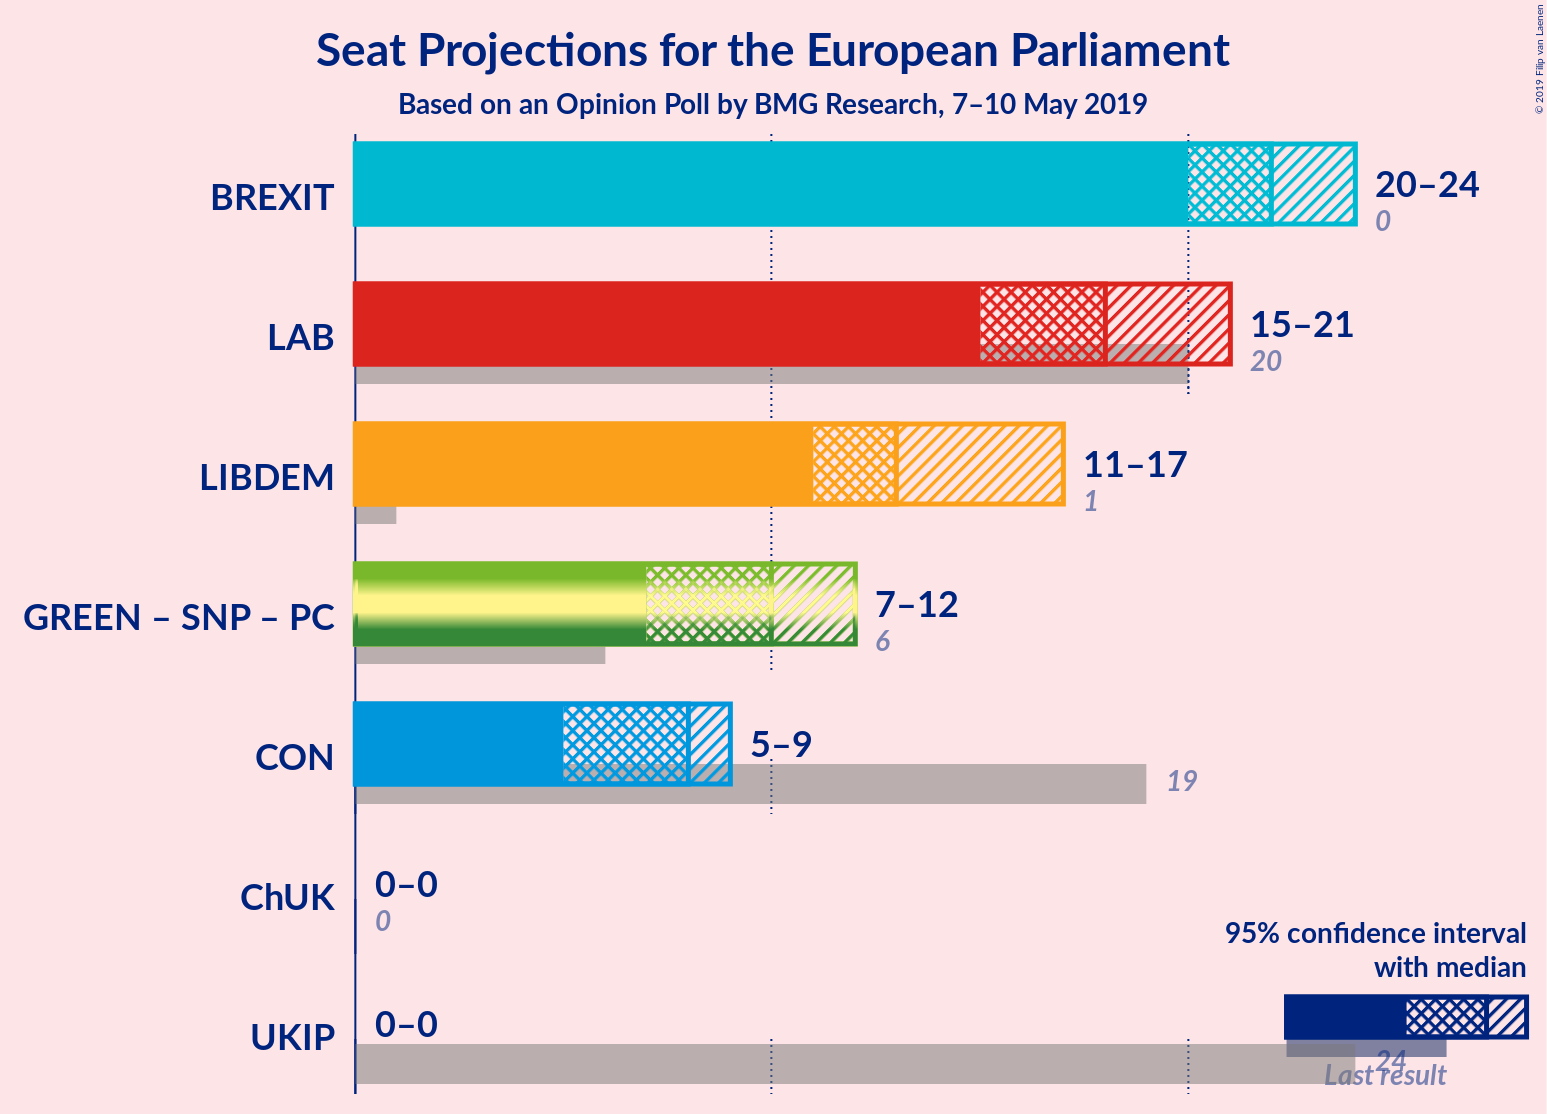 Seat Projections for the European Parliament
Based on an Opinion Poll by BMG Research, 7–10 May 2019
© 2019 Filip van Laenen
BREXIT
20–24
0
LAB
15–21
20
LIBDEM
11–17
1
GREEN – SNP – PC
7–12
6
CON
5–9
19
ChUK
0–0
0
UKIP
0–0
24
95% confidence interval
with median
Last result